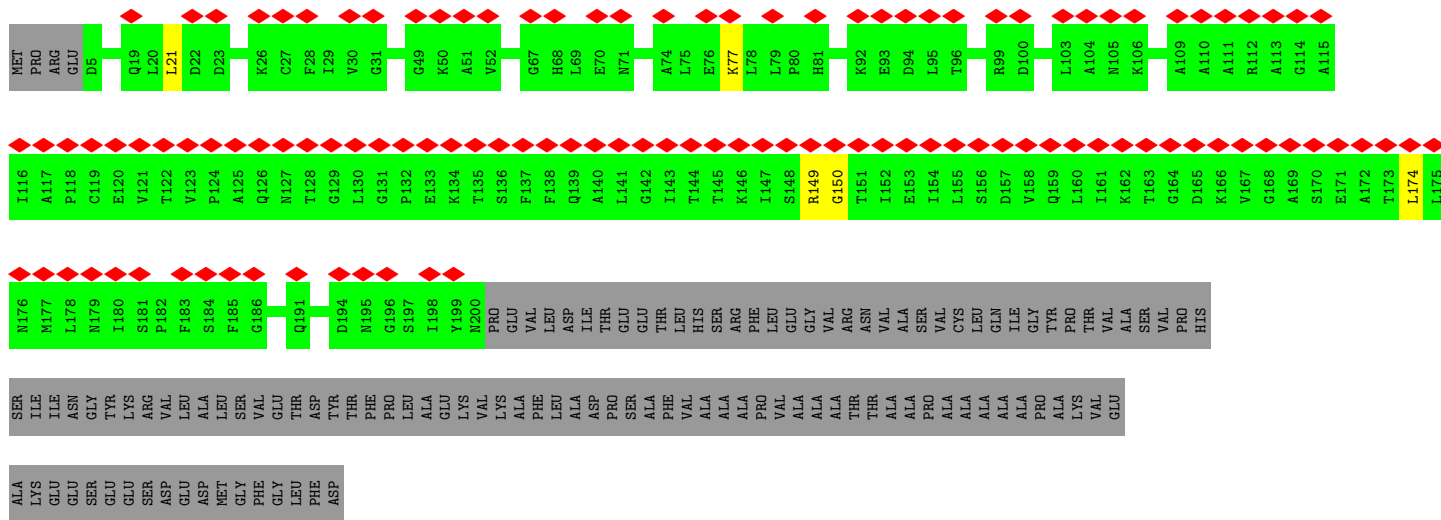 MET PRO ARG GLU D5 Q19 L20 L21 D22 D23 K26 C27 F28 I29 V30 G31 G49 K50 A51 V52 G67 H68 L69 E70 N71 A74 L75 E76 K77 L78 L79 P80 H81 K92 E93 D94 L95 T96 R99 D100 L103 A104 N105 K106 A109 A110 A111 R112 A113 G114 A115
I116 A117 P118 C119 E120 V121 T122 V123 P124 A125 Q126 N127 T128 G129 L130 G131 P132 E133 K134 T135 S136 F137 F138 Q139 A140 L141 G142 I143 T144 T145 K146 I147 S148 R149 G150 T151 I152 E153 I154 L155 S156 D157 V158 Q159 L160 I161 K162 T163 G164 D165 K166 V167 G168 A169 S170 E171 A172 T173 L174 L175
N176 M177 L178 N179 I180 S181 P182 F183 S184 F185 G186 Q191 D194 N195 G196 S197 I198 Y199 N200 PRO GLU VAL LEU ASP ILE THR GLU GLU THR LEU HIS SER ARG PHE LEU GLU GLY VAL ARG ASN VAL ALA SER VAL CYS LEU GLN ILE GLY TYR PRO THR VAL ALA SER VAL PRO HIS
SER ILE ILE ASN GLY TYR LYS ARG VAL LEU ALA LEU SER VAL GLU THR ASP TYR THR PHE PRO LEU ALA GLU LYS VAL LYS ALA PHE LEU ALA ASP PRO SER ALA PHE VAL ALA ALA ALA PRO VAL ALA ALA ALA THR THR ALA ALA PRO ALA ALA ALA ALA ALA PRO ALA LYS VAL GLU
ALA LYS GLU GLU SER GLU GLU SER ASP GLU ASP MET GLY PHE GLY LEU PHE ASP